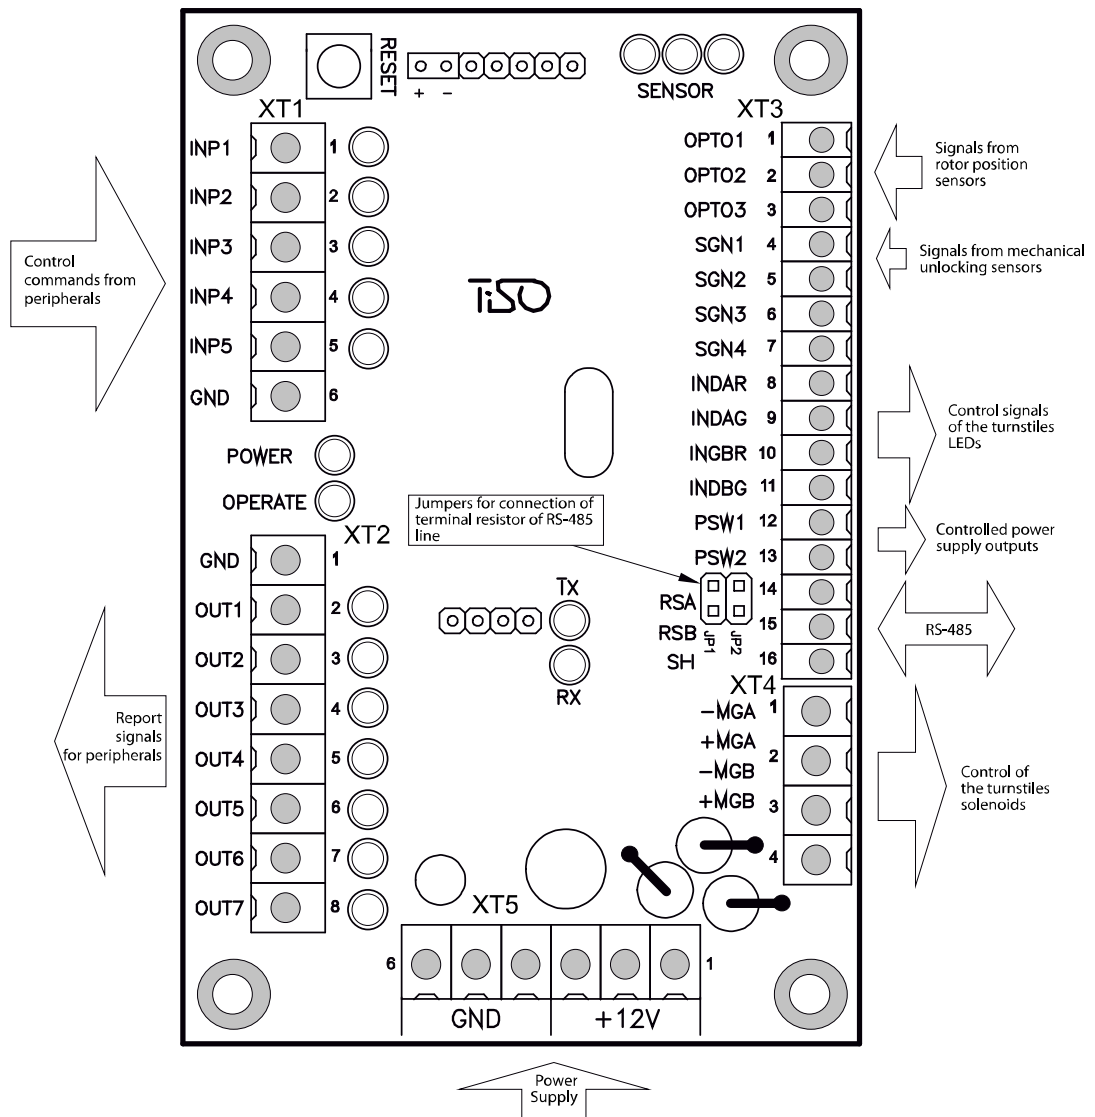 RESET
+ -
SENSOR
XT1
XT3
INP1 1
INP2 2
INP3 3
INP4 4
INP5 5
GND 6
Control
commands from
peripherals
TiSO
OPTO1 1
OPTO2 2
OPTO3 3
SGN1 4
SGN2 5
SGN3 6
SGN4 7
INDAR 8
INDAG 9
INGBR 10
INDBG 11
PSW1 12
PSW2 13
RSA 14
RSB 15
SH 16
Signals from
rotor position
sensors
Signals from mechanical
unlocking sensors
Control signals
of the turnstiles
LEDs
Controlled power
supply outputs
RS-485
POWER
OPERATE
Jumpers for connection of
terminal resistor of RS-485
line
JP1
JP2
TX
RX
XT2
GND 1
OUT1 2
OUT2 3
OUT3 4
OUT4 5
OUT5 6
OUT6 7
OUT7 8
Report
signals
for peripherals
XT4
-MGA 1
+MGA 2
-MGB 3
+MGB 4
Control of
the turnstiles
solenoids
XT5
6 1
GND +12V
Power
Supply